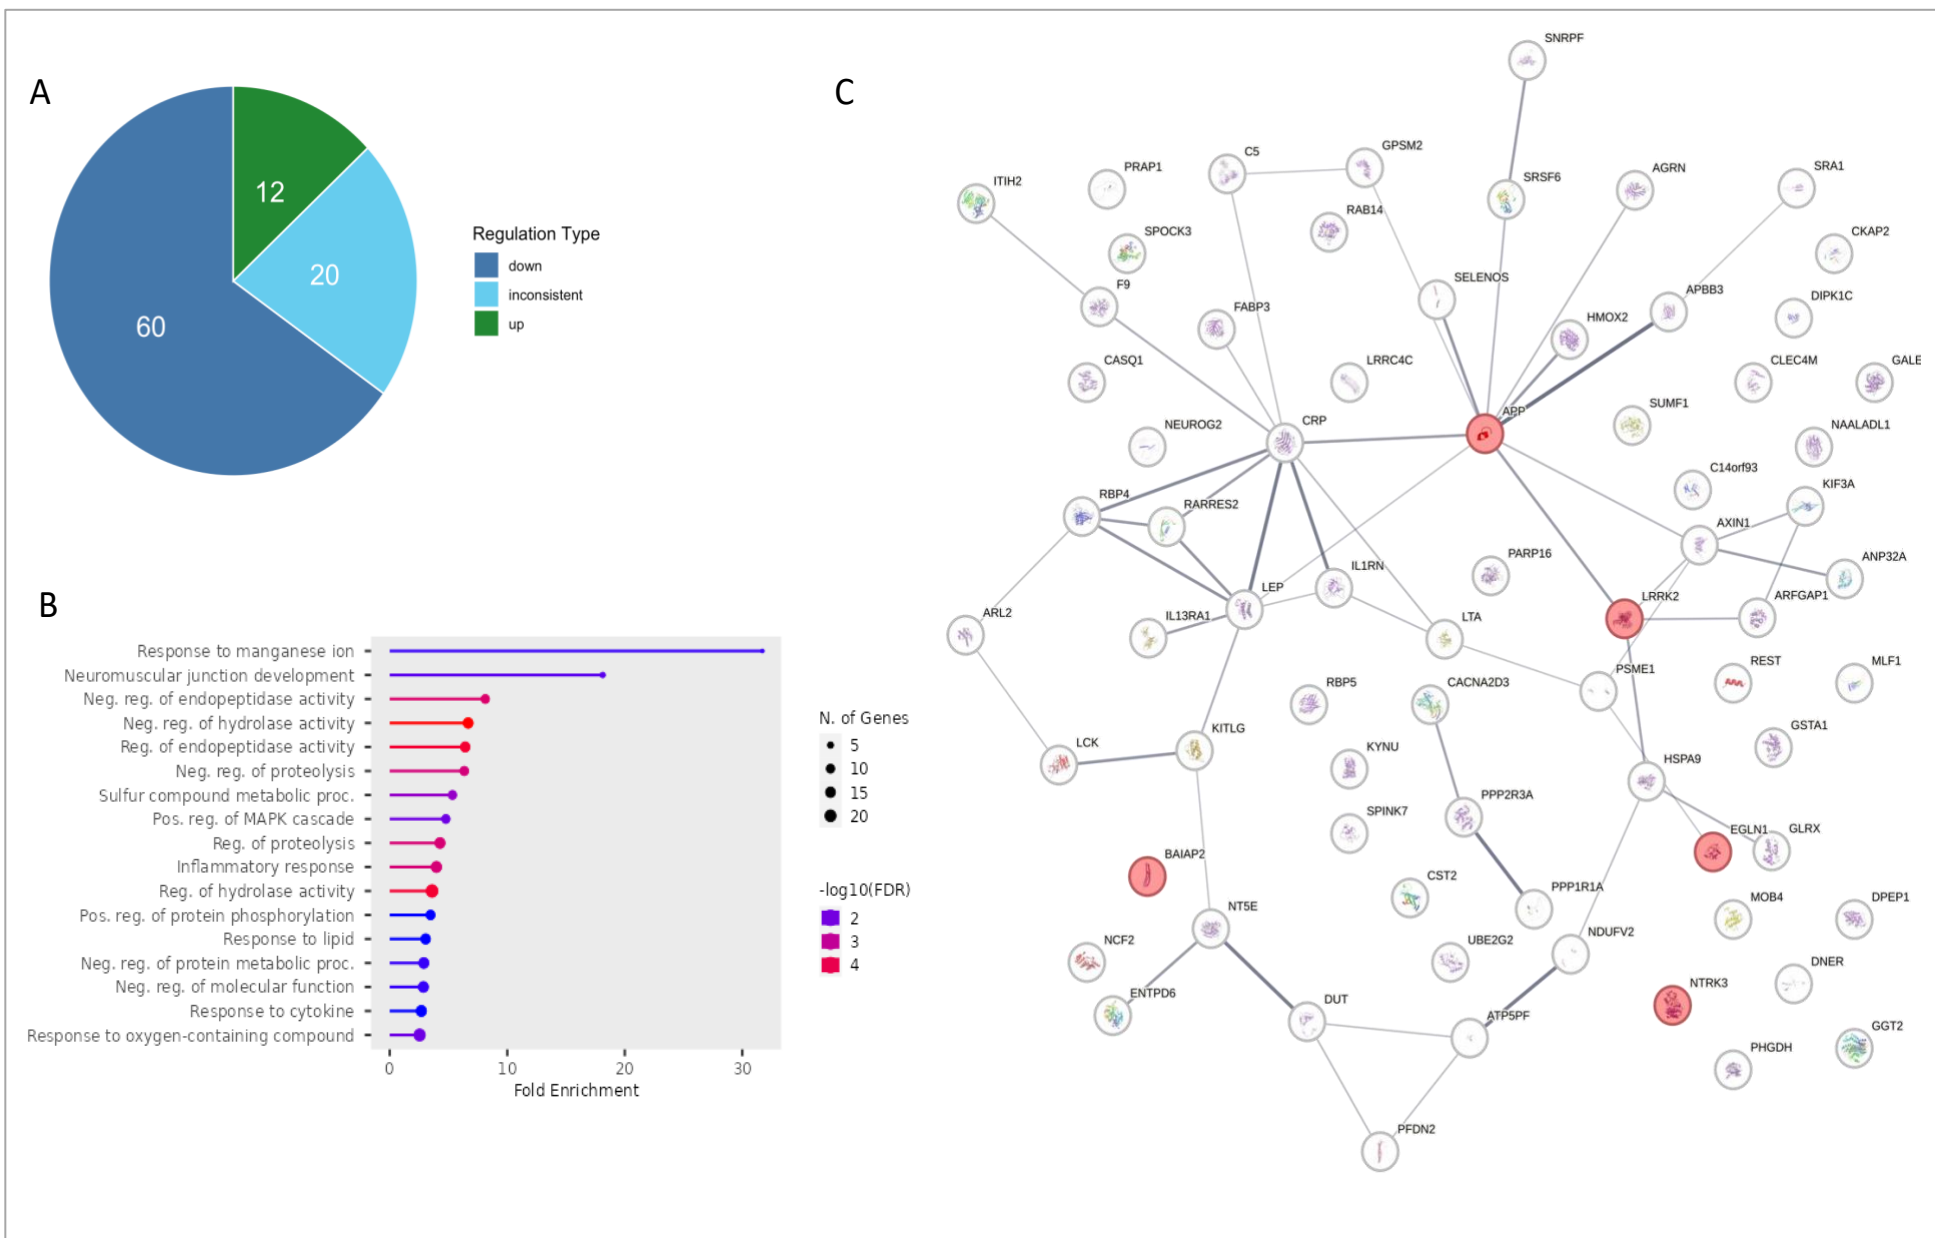 A
12
20
60
Regulation Type
down
inconsistent
up
B
Response to manganese ion
Neuromuscular junction development
Neg. reg. of endopeptidase activity
Neg. reg. of hydrolase activity
Reg. of endopeptidase activity
Neg. reg. of proteolysis
Sulfur compound metabolic proc.
Pos. reg. of MAPK cascade
Reg. of proteolysis
Inflammatory response
Reg. of hydrolase activity
Pos. reg. of protein phosphorylation
Response to lipid
Neg. reg. of protein metabolic proc.
Neg. reg. of molecular function
Response to cytokine
Response to oxygen-containing compound
0 10 20 30
Fold Enrichment
N. of Genes
5
10
15
20
-log10(FDR)
2
3
4
C
SNRPF
C5
GPSM2
PRAP1
ITIH2
SRSF6
AGRN
SRA1
RAB14
SPOCK3
CKAP2
SELENOS
F9
APBB3
DIPK1C
FABP3
HMOX2
CASQ1
LRRC4C
CLEC4M
GALE
SUMF1
APP
CRP
NEUROG2
NAALADL1
C14orf93
KIF3A
RBP4
RARRES2
AXIN1
PARP16
ANP32A
IL1RN
LEP
LRRK2
ARFGAP1
ARL2
IL13RA1
LTA
PSME1
REST
MLF1
RBP5
CACNA2D3
KITLG
GSTA1
LCK
KYNU
HSPA9
PPP2R3A
SPINK7
EGLN1
GLRX
BAIAP2
CST2
PPP1R1A
MOB4
DPEP1
NT5E
NDUFV2
NCF2
UBE2G2
DNER
NTRK3
ENTPD6
DUT
ATP5PF
GGT2
PHGDH
PFDN2